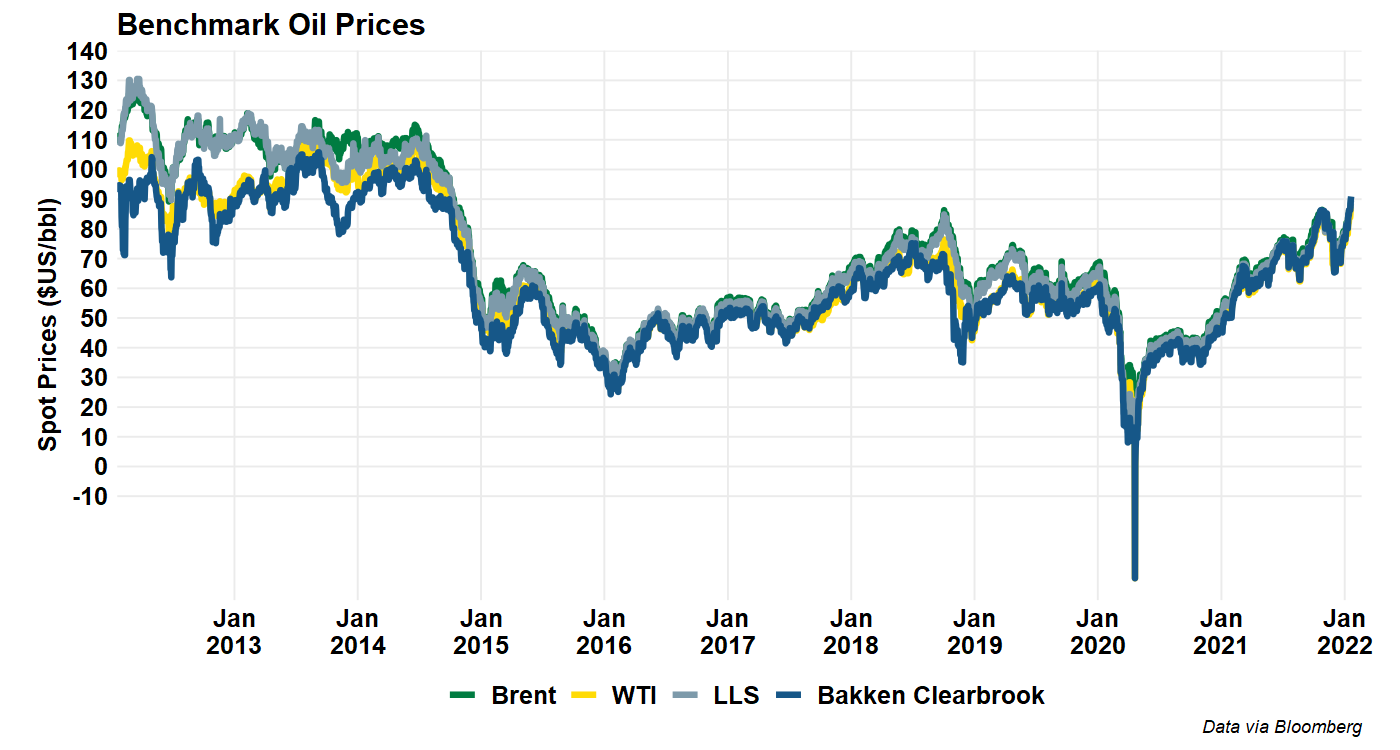 Benchmark Oil Prices
Spot Prices ($US/bbl)
140
130
120
110
100
90
80
70
60
50
40
30
20
10
0
-10
Jan 2013
Jan 2014
Jan 2015
Jan 2016
Jan 2017
Jan 2018
Jan 2019
Jan 2020
Jan 2021
Jan 2022
Brent WTI LLS Bakken Clearbrook
Data via Bloomberg